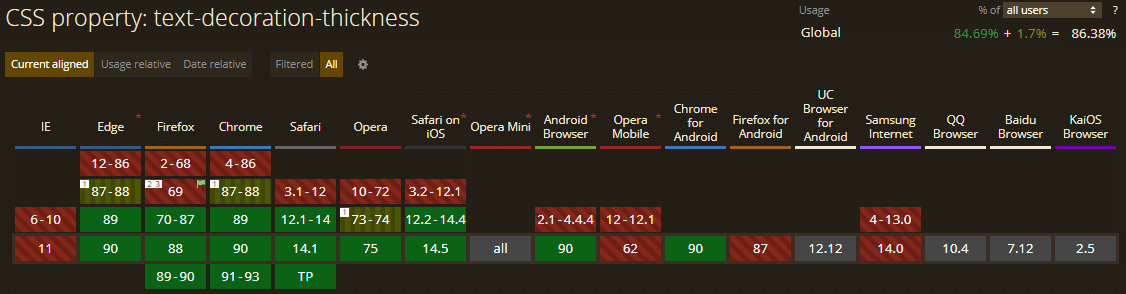 CSS property: text-decoration-thickness
Usage % of all users ?
Global 84.69% + 1.7% = 86.38%
Current aligned Usage relative Date relative Filtered All
IE Edge * Firefox Chrome Safari Opera Safari on iOS * Opera Mini * Android Browser * Opera Mobile * Chrome for Android Firefox for Android UC Browser for Android Samsung Internet QQ Browser Baidu Browser KaiOS Browser
12-86 2-68 4-86
1 87-88 2 3 69 1 87-88 3.1-12 10-72 3.2-12.1
6-10 89 70-87 89 12.1-14 1 73-74 12.2-14.4 2.1-4.4.4 12-12.1 4-13.0
11 90 88 90 14.1 75 14.5 all 90 62 90 87 12.12 14.0 10.4 7.12 2.5
89-90 91-93 TP